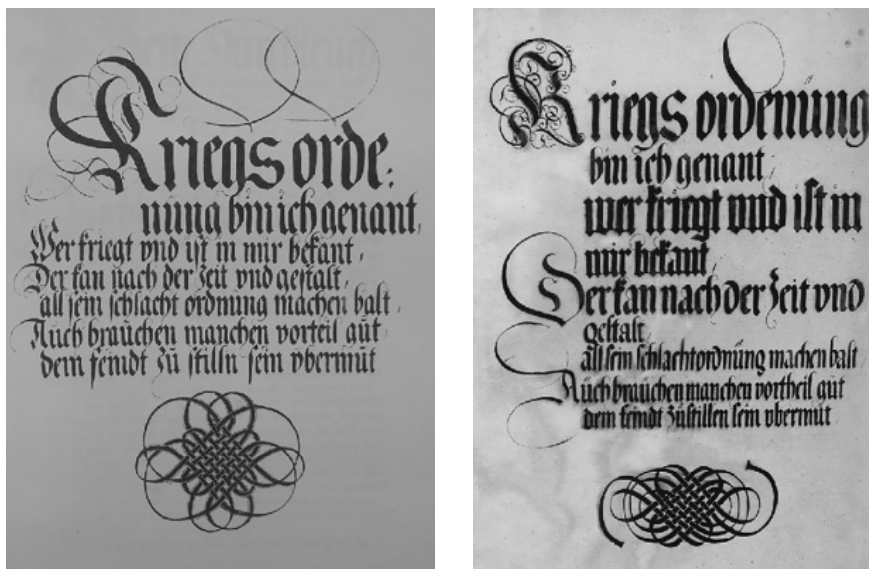 Kriegs orde:
nung bin ich genant,
Wer kriegt vnd ist in mir bekant,
Der kan nach der zeit vnd gestalt,
all sein schlacht ordnung machen balt,
Auch brauchen manchen vorteil gut
dem feindt zu stilln sein vbermut
Kriegs ordenung
bin ich genant
wer kriegt vnd ist in
mir bekant
Der kan nach der zeit vnd
gestalt
all sein schlachtordnung machen balt
Auch brauchen manchen vortheil gut
dem feindt zustillen sein vbermut